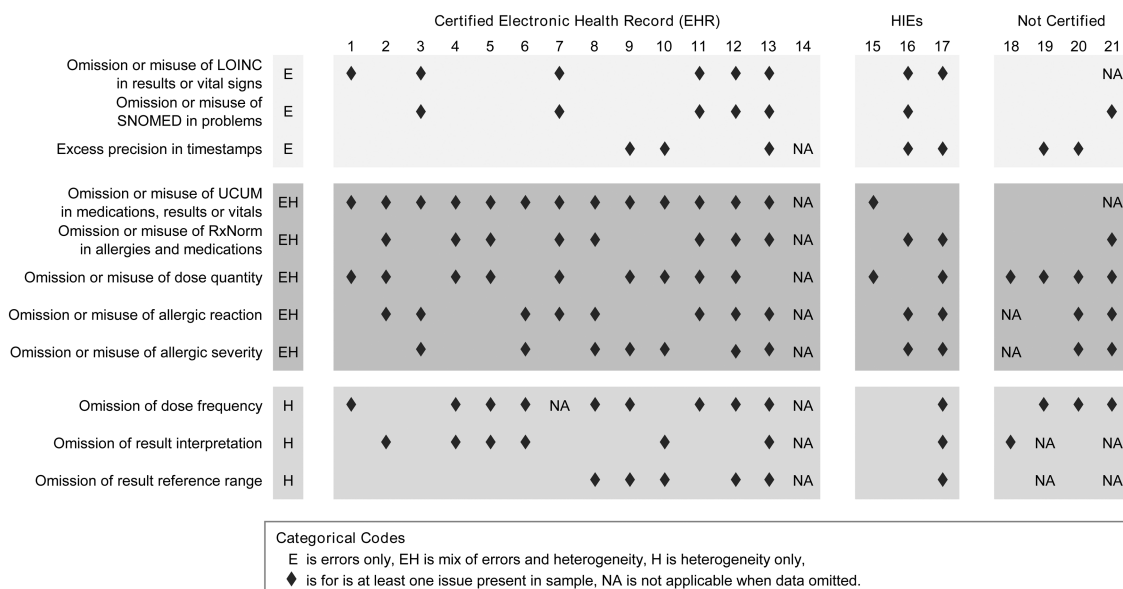 Certified Electronic Health Record (EHR) HIEs Not Certified
1 2 3 4 5 6 7 8 9 10 11 12 13 14 15 16 17 18 19 20 21
Omission or misuse of LOINC
in results or vital signs E NA
Omission or misuse of
SNOMED in problems E
Excess precision in timestamps E NA
Omission or misuse of UCUM
in medications, results or vitals EH NA NA
Omission or misuse of RxNorm
in allergies and medications EH NA
Omission or misuse of dose quantity EH NA
Omission or misuse of allergic reaction EH NA NA
Omission or misuse of allergic severity EH NA NA
Omission of dose frequency H NA NA
Omission of result interpretation H NA NA NA
Omission of result reference range H NA NA NA
Categorical Codes
E is errors only, EH is mix of errors and heterogeneity, H is heterogeneity only,
♦ is for is at least one issue present in sample, NA is not applicable when data omitted.